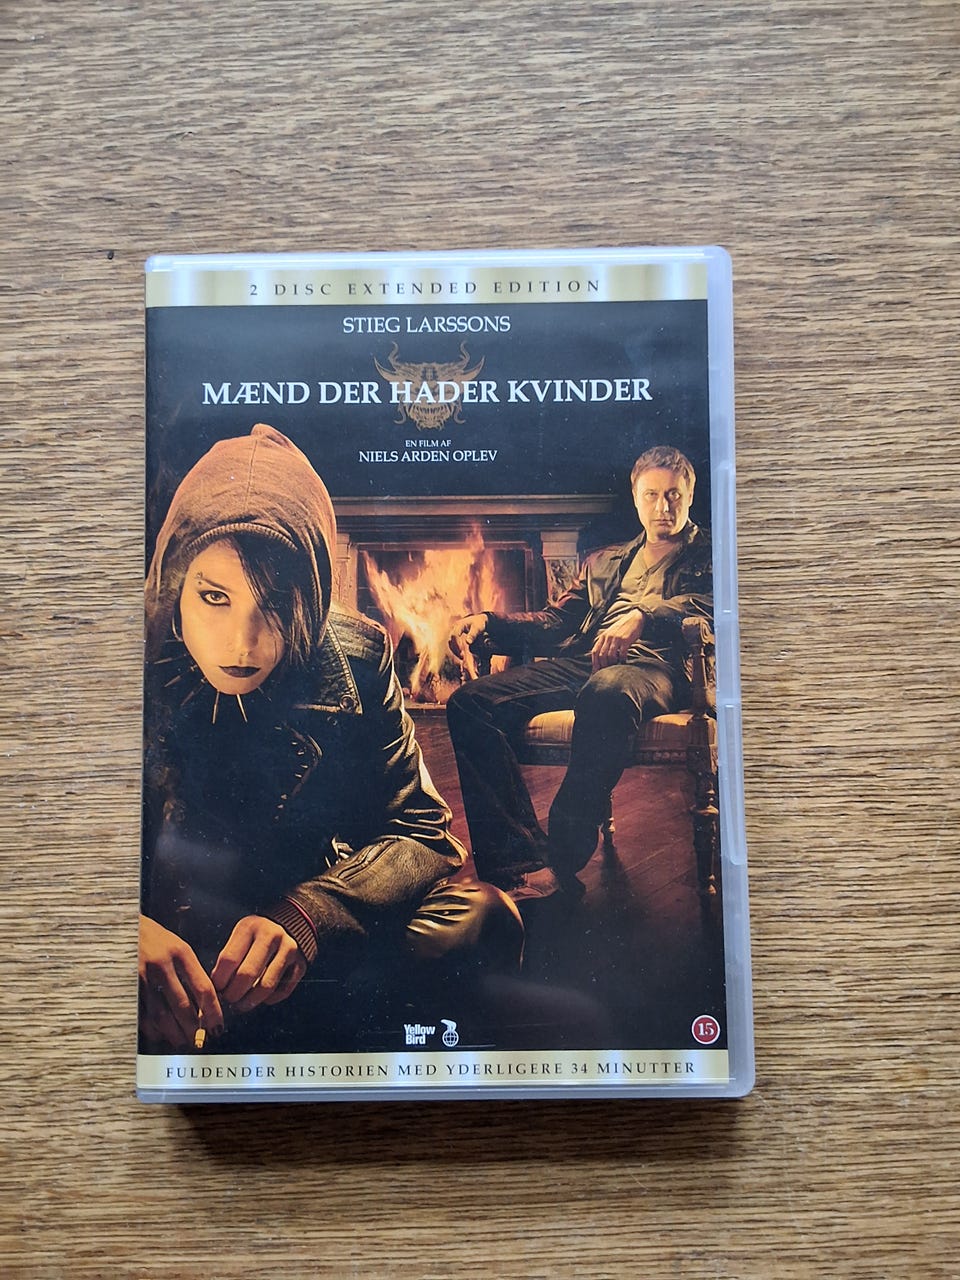 2 DISC EXTENDED EDITION
STIEG LARSSONS
MÆND DER HADER KVINDER
EN FILM AF
NIELS ARDEN OPLEV
Yellow
Bird
15
FULDENDER HISTORIEN MED YDERLIGERE 34 MINUTTER